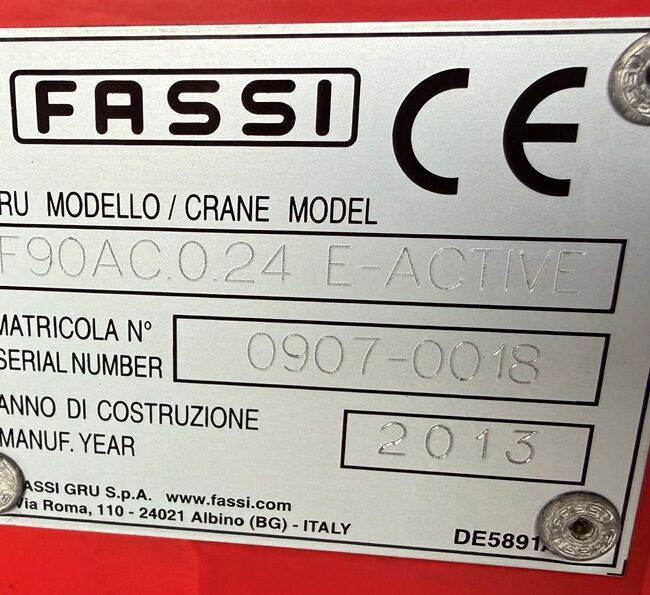 FASSI CE
RU MODELLO / CRANE MODEL
F90AC.0.24 E-ACTIVE
MATRICOLA N°
SERIAL NUMBER
0907-0018
ANNO DI COSTRUZIONE
MANUF. YEAR
2013
ASSI GRU S.p.A. www.fassi.com
Via Roma, 110 - 24021 Albino (BG) - ITALY
DE5891